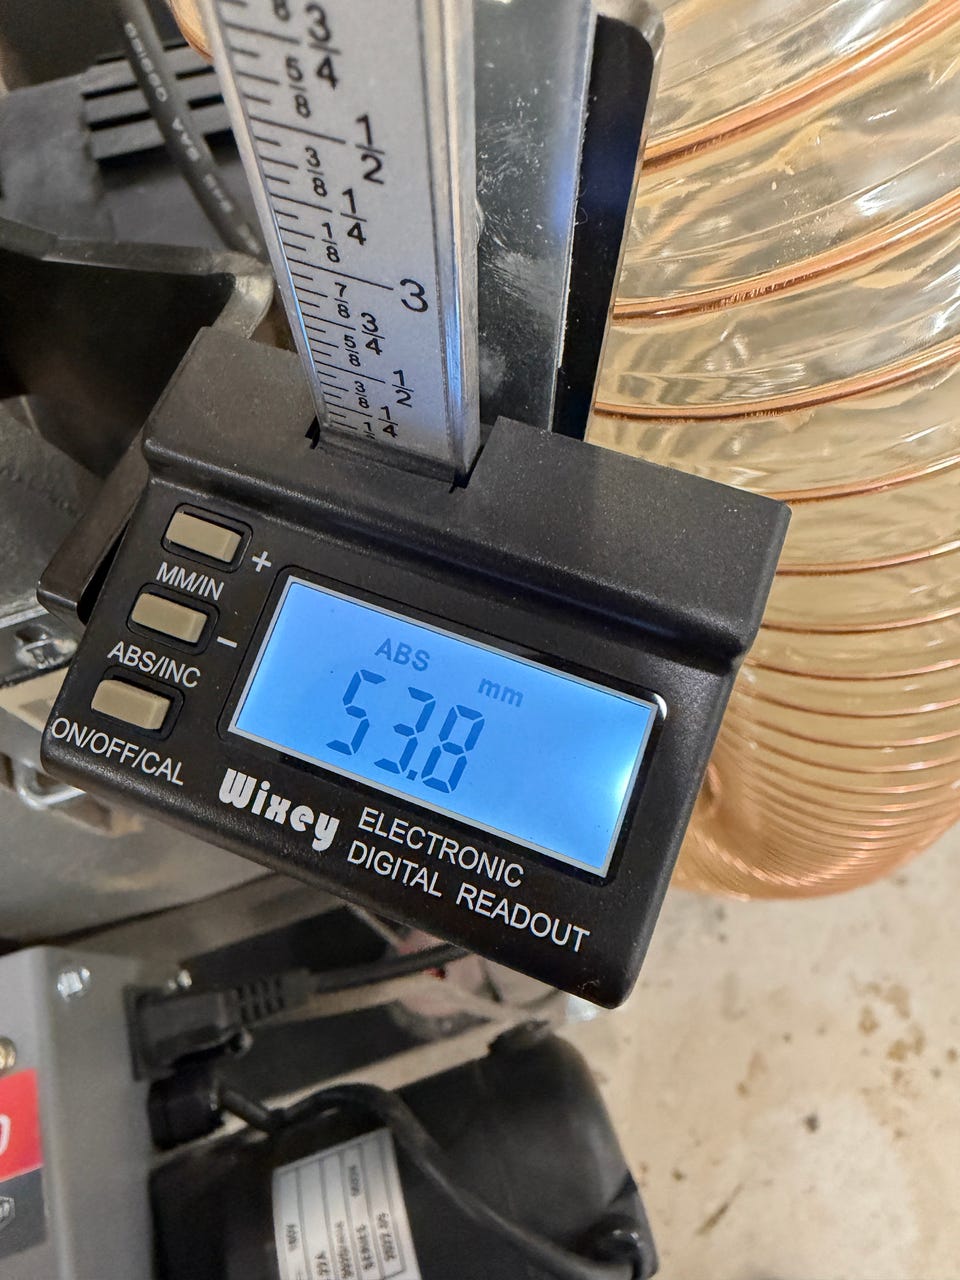 3/4
5/8
1/2
3/8
1/4
1/8
3
7/8
3/4
5/8
1/2
3/8
1/4
+
MM/IN
−
ABS/INC
ON/OFF/CAL
ABS
mm
53.8
Wixey
ELECTRONIC
DIGITAL READOUT